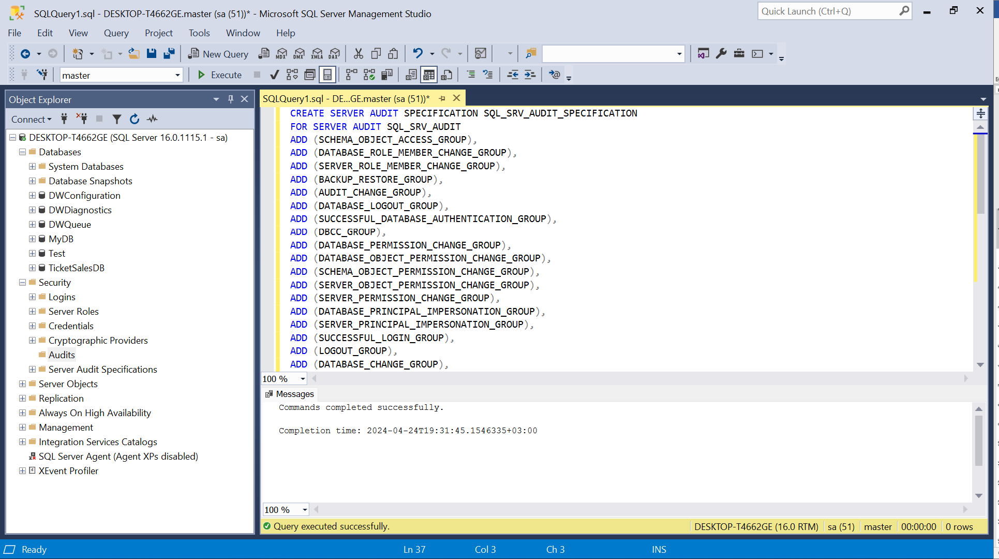 SQLQuery1.sql - DESKTOP-T4662GE.master (sa (51))* - Microsoft SQL Server Management Studio
Quick Launch (Ctrl+Q)
File Edit View Query Project Tools Window Help
New Query MDX DMX XMLA DAX
master Execute
Object Explorer
Connect
DESKTOP-T4662GE (SQL Server 16.0.1115.1 - sa)
Databases
System Databases
Database Snapshots
DWConfiguration
DWDiagnostics
DWQueue
MyDB
Test
TicketSalesDB
Security
Logins
Server Roles
Credentials
Cryptographic Providers
Audits
Server Audit Specifications
Server Objects
Replication
Always On High Availability
Management
Integration Services Catalogs
SQL Server Agent (Agent XPs disabled)
XEvent Profiler
SQLQuery1.sql - DE...GE.master (sa (51))*
CREATE SERVER AUDIT SPECIFICATION SQL_SRV_AUDIT_SPECIFICATION
FOR SERVER AUDIT SQL_SRV_AUDIT
ADD (SCHEMA_OBJECT_ACCESS_GROUP),
ADD (DATABASE_ROLE_MEMBER_CHANGE_GROUP),
ADD (SERVER_ROLE_MEMBER_CHANGE_GROUP),
ADD (BACKUP_RESTORE_GROUP),
ADD (AUDIT_CHANGE_GROUP),
ADD (DATABASE_LOGOUT_GROUP),
ADD (SUCCESSFUL_DATABASE_AUTHENTICATION_GROUP),
ADD (DBCC_GROUP),
ADD (DATABASE_PERMISSION_CHANGE_GROUP),
ADD (DATABASE_OBJECT_PERMISSION_CHANGE_GROUP),
ADD (SCHEMA_OBJECT_PERMISSION_CHANGE_GROUP),
ADD (SERVER_OBJECT_PERMISSION_CHANGE_GROUP),
ADD (SERVER_PERMISSION_CHANGE_GROUP),
ADD (DATABASE_PRINCIPAL_IMPERSONATION_GROUP),
ADD (SERVER_PRINCIPAL_IMPERSONATION_GROUP),
ADD (SUCCESSFUL_LOGIN_GROUP),
ADD (LOGOUT_GROUP),
ADD (DATABASE_CHANGE_GROUP),
100 %
Messages
Commands completed successfully.
Completion time: 2024-04-24T19:31:45.1546335+03:00
100 %
Query executed successfully. DESKTOP-T4662GE (16.0 RTM) sa (51) master 00:00:00 0 rows
Ready Ln 37 Col 3 Ch 3 INS